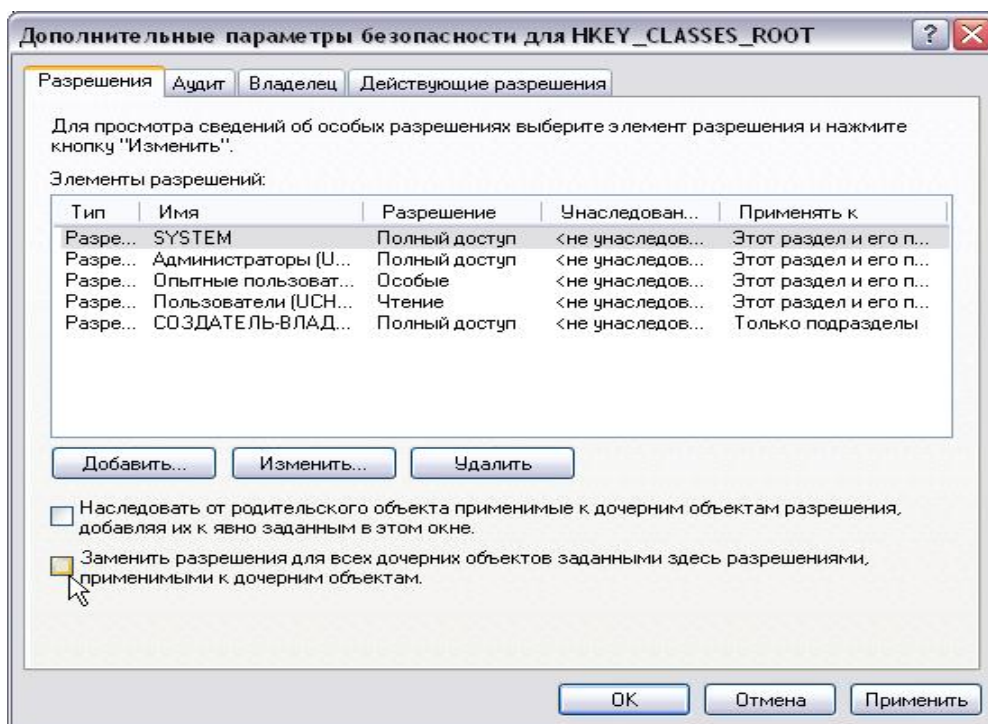 Дополнительные параметры безопасности для HKEY_CLASSES_ROOT
Разрешения Аудит Владелец Действующие разрешения
Для просмотра сведений об особых разрешениях выберите элемент разрешения и нажмите
кнопку "Изменить".
Элементы разрешений:
Тип Имя Разрешение Унаследован... Применять к
Разре... SYSTEM Полный доступ <не унаследов... Этот раздел и его п...
Разре... Администраторы (U... Полный доступ <не унаследов... Этот раздел и его п...
Разре... Опытные пользоват... Особые <не унаследов... Этот раздел и его п...
Разре... Пользователи (UCH... Чтение <не унаследов... Этот раздел и его п...
Разре... СОЗДАТЕЛЬ-ВЛАД... Полный доступ <не унаследов... Только подразделы
Добавить... Изменить... Удалить
Наследовать от родительского объекта применимые к дочерним объектам разрешения,
добавляя их к явно заданным в этом окне.
Заменить разрешения для всех дочерних объектов заданными здесь разрешениями,
применимыми к дочерним объектам.
OK Отмена Применить